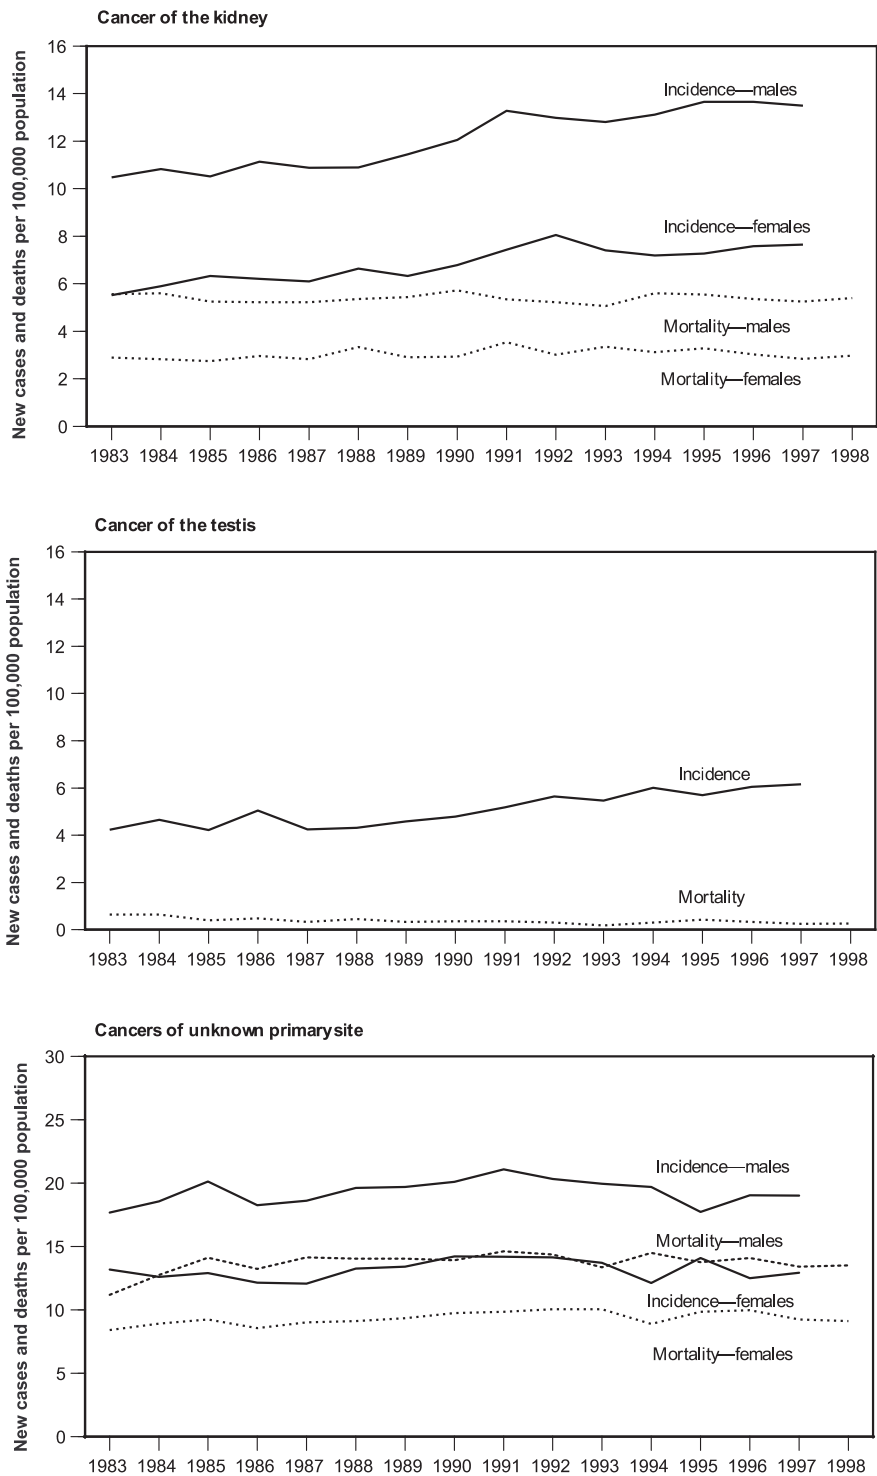 Cancer of the kidney
New cases and deaths per 100,000 population
16
14
12
10
8
6
4
2
0
Incidence—males
Incidence—females
Mortality—males
Mortality—females
1983 1984 1985 1986 1987 1988 1989 1990 1991 1992 1993 1994 1995 1996 1997 1998
Cancer of the testis
New cases and deaths per 100,000 population
16
14
12
10
8
6
4
2
0
Incidence
Mortality
1983 1984 1985 1986 1987 1988 1989 1990 1991 1992 1993 1994 1995 1996 1997 1998
Cancers of unknown primary site
New cases and deaths per 100,000 population
30
25
20
15
10
5
0
Incidence—males
Mortality—males
Incidence—females
Mortality—females
1983 1984 1985 1986 1987 1988 1989 1990 1991 1992 1993 1994 1995 1996 1997 1998